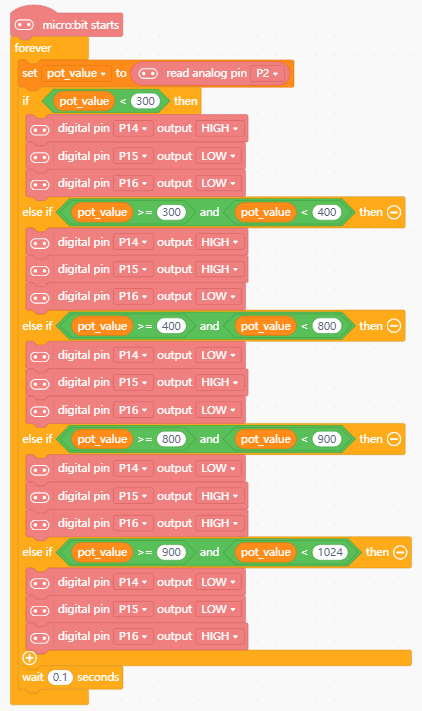 micro:bit starts
forever
set pot_value to read analog pin P2
if pot_value < 300 then
digital pin P14 output HIGH
digital pin P15 output LOW
digital pin P16 output LOW
else if pot_value >= 300 and pot_value < 400 then
digital pin P14 output HIGH
digital pin P15 output HIGH
digital pin P16 output LOW
else if pot_value >= 400 and pot_value < 800 then
digital pin P14 output LOW
digital pin P15 output HIGH
digital pin P16 output LOW
else if pot_value >= 800 and pot_value < 900 then
digital pin P14 output LOW
digital pin P15 output HIGH
digital pin P16 output HIGH
else if pot_value >= 900 and pot_value < 1024 then
digital pin P14 output LOW
digital pin P15 output LOW
digital pin P16 output HIGH
wait 0.1 seconds